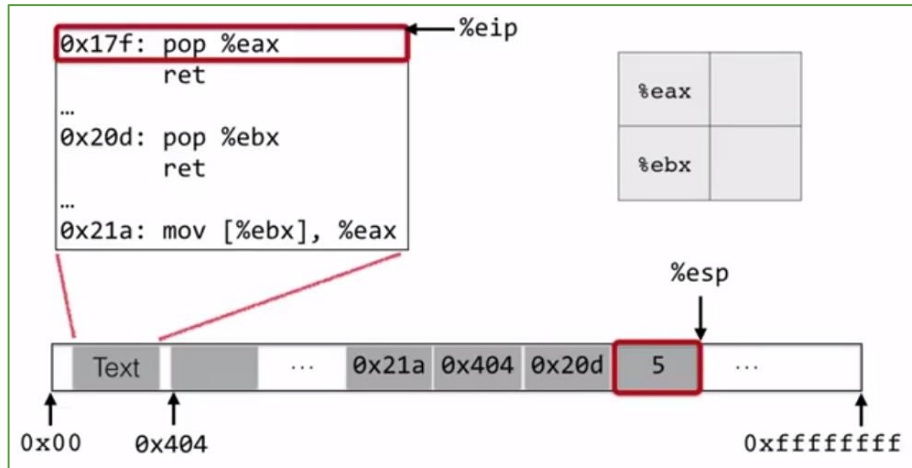 0x17f: pop %eax
ret
…
0x20d: pop %ebx
ret
…
0x21a: mov [%ebx], %eax
%eip
%eax
%ebx
%esp
Text ... 0x21a 0x404 0x20d 5 ...
0x00 0x404 0xffffffff